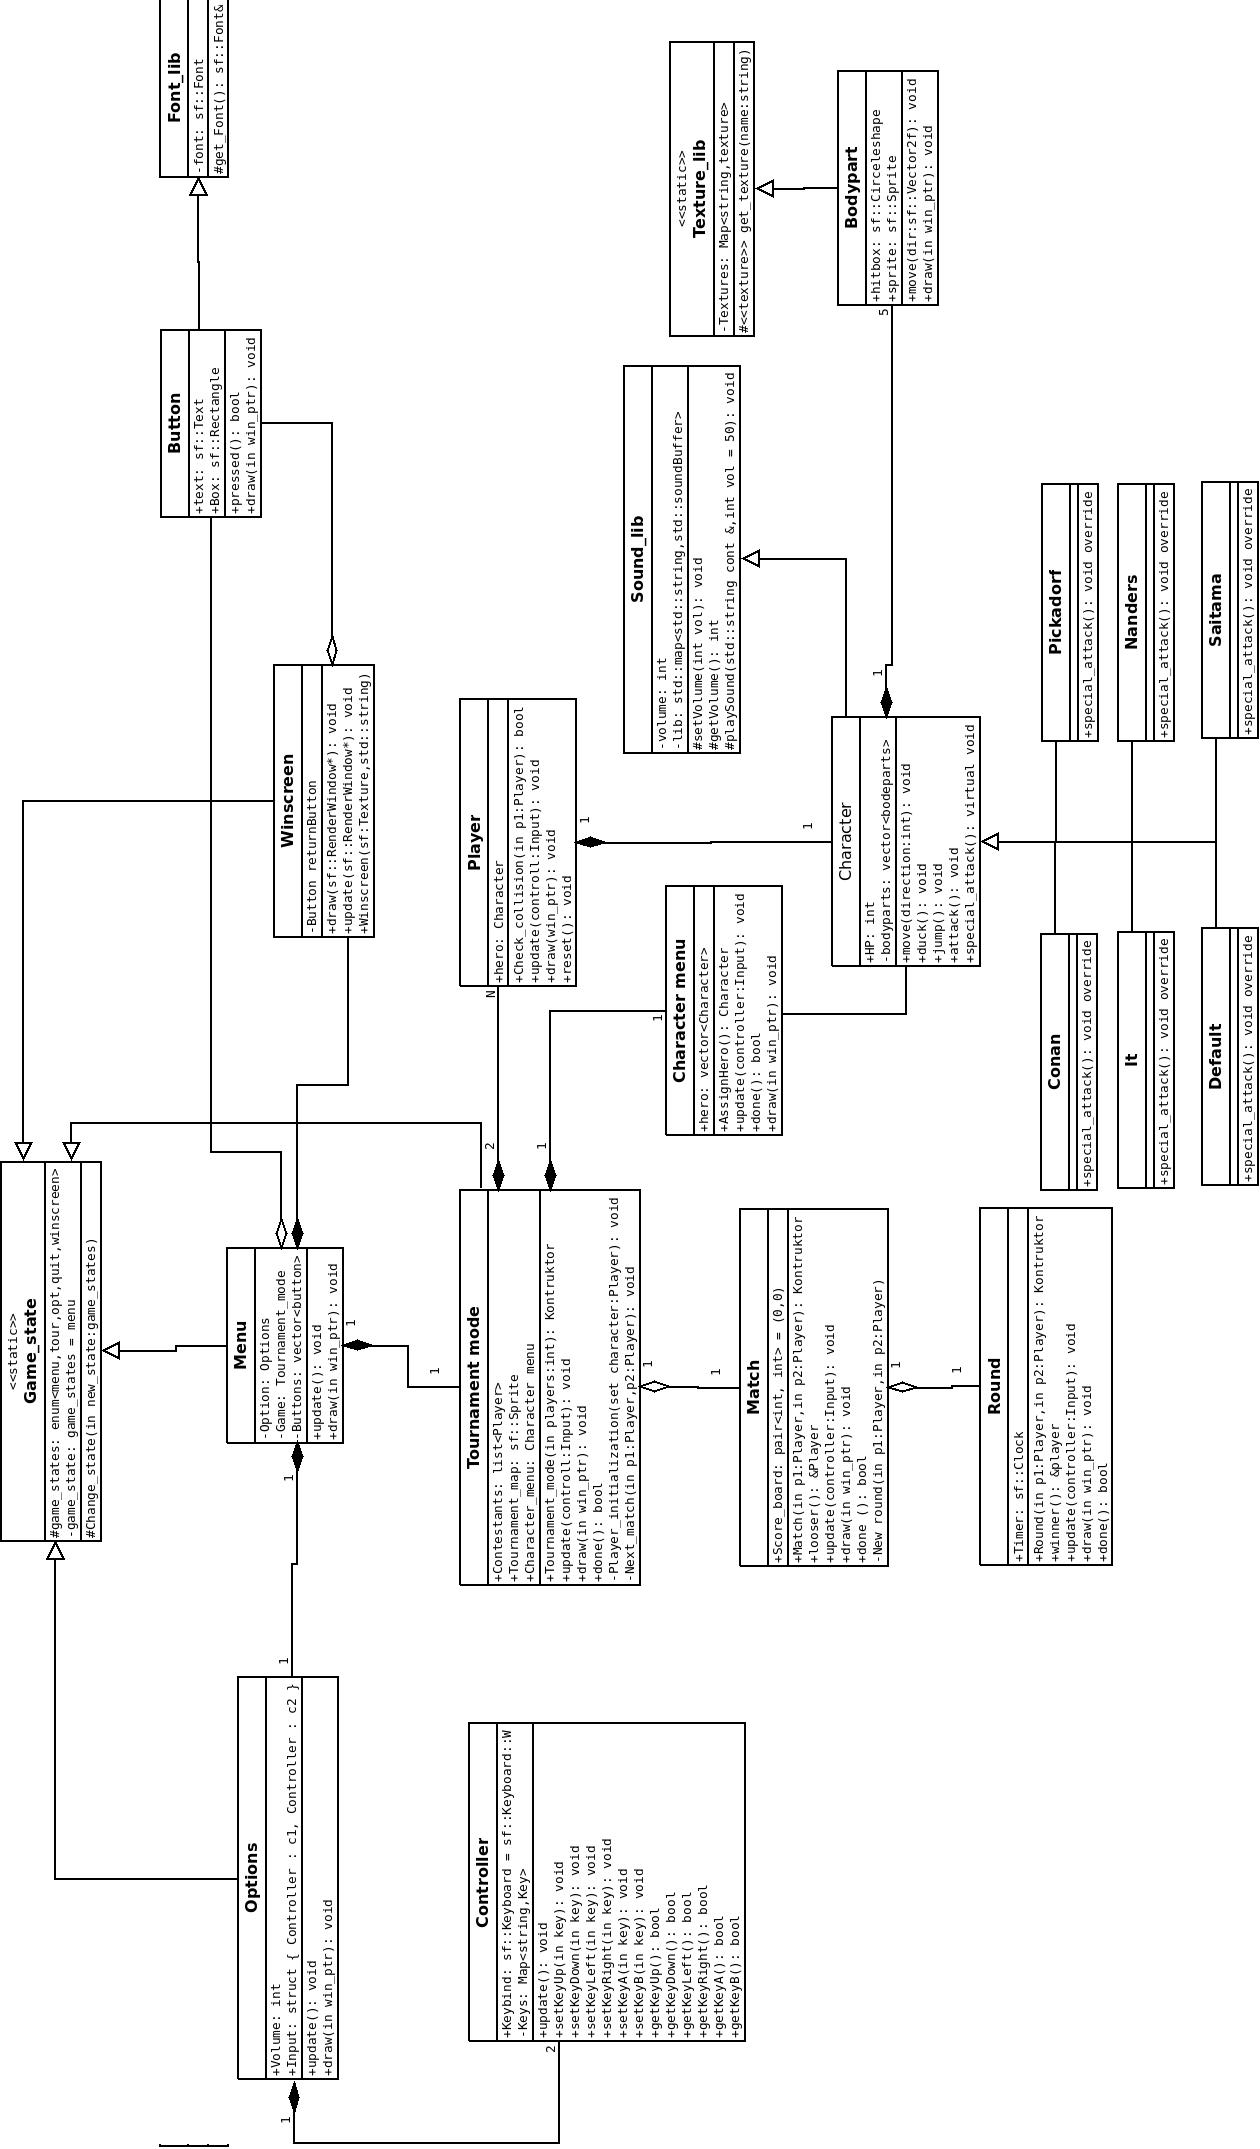 <<static>>
Game_state
#game_states: enum<menu,tour,opt,quit,winscreen>
-game_state: game_states = menu
#Change_state(in new_state:game_states)
Font_lib
-font: sf::Font
#get_Font(): sf::Font&
Button
+text: sf::Text
+Box: sf::Rectangle
+pressed(): bool
+draw(in win_ptr): void
Menu
-Option: Options
-Game: Tournament_mode
-Buttons: vector<button>
+update(): void
+draw(in win_ptr): void
1
1
1
1
Options
+Volume: int
+Input: struct { Controller : c1, Controller : c2 }
+update(): void
+draw(in win_ptr): void
1
2
Winscreen
-Button returnButton
+draw(sf::RenderWindow*): void
+update(sf::RenderWindow*): void
+Winscreen(sf:Texture,std::string)
Controller
+Keybind: sf::Keyboard = sf::Keyboard::W
-Keys: Map<string,Key>
+update(): void
+setKeyUp(in key): void
+setKeyDown(in key): void
+setKeyLeft(in key): void
+setKeyRight(in key): void
+setKeyA(in key): void
+setKeyB(in key): void
+getKeyUp(): bool
+getKeyDown(): bool
+getKeyLeft(): bool
+getKeyRight(): bool
+getKeyA(): bool
+getKeyB(): bool
Tournament mode
+Contestants: list<Player>
+Tournament_map: sf::Sprite
+Character_menu: Character menu
+Tournament_mode(in players:int): Kontruktor
+update(controll:Input): void
+draw(in win_ptr): void
+done(): bool
-Player_initialization(set character:Player): void
-Next_match(in p1:Player,p2:Player): void
2
N
1
1
1
1
Player
+hero: Character
+Check_collision(in p1:Player): bool
+update(controll:Input): void
+draw(win_ptr): void
+reset(): void
1
1
Sound_lib
-volume: int
-lib: std::map<std::string,std::soundBuffer>
#setVolume(int vol): void
#getVolume(): int
#playSound(std::string cont &,int vol = 50): void
<<static>>
Texture_lib
-Textures: Map<string,texture>
#<<texture>> get_texture(name:string)
Character menu
+hero: vector<Character>
+AssignHero(): Character
+update(controller:Input): void
+done(): bool
+draw(in win_ptr): void
Match
+Score_board: pair<int, int> = (0,0)
+Match(in p1:Player,in p2:Player): Kontruktor
+looser(): &Player
+update(controller:Input): void
+draw(in win_ptr): void
+done (): bool
-New round(in p1:Player,in p2:Player)
1
1
Character
+HP: int
-bodyparts: vector<bodeparts>
+move(direction:int): void
+duck(): void
+jump(): void
+attack(): void
+special_attack(): virtual void
1
5
Bodypart
+hitbox: sf::Circeleshape
+sprite: sf::Sprite
+move(dir:sf::Vector2f): void
+draw(in win_ptr): void
Round
+Timer: sf::Clock
+Round(in p1:Player,in p2:Player): Kontruktor
+winner(): &player
+update(controller:Input): void
+draw(in win_ptr): void
+done(): bool
Conan
+special_attack(): void override
Pickadorf
+special_attack(): void override
It
+special_attack(): void override
Nanders
+special_attack(): void override
Default
+special_attack(): void override
Saitama
+special_attack(): void override